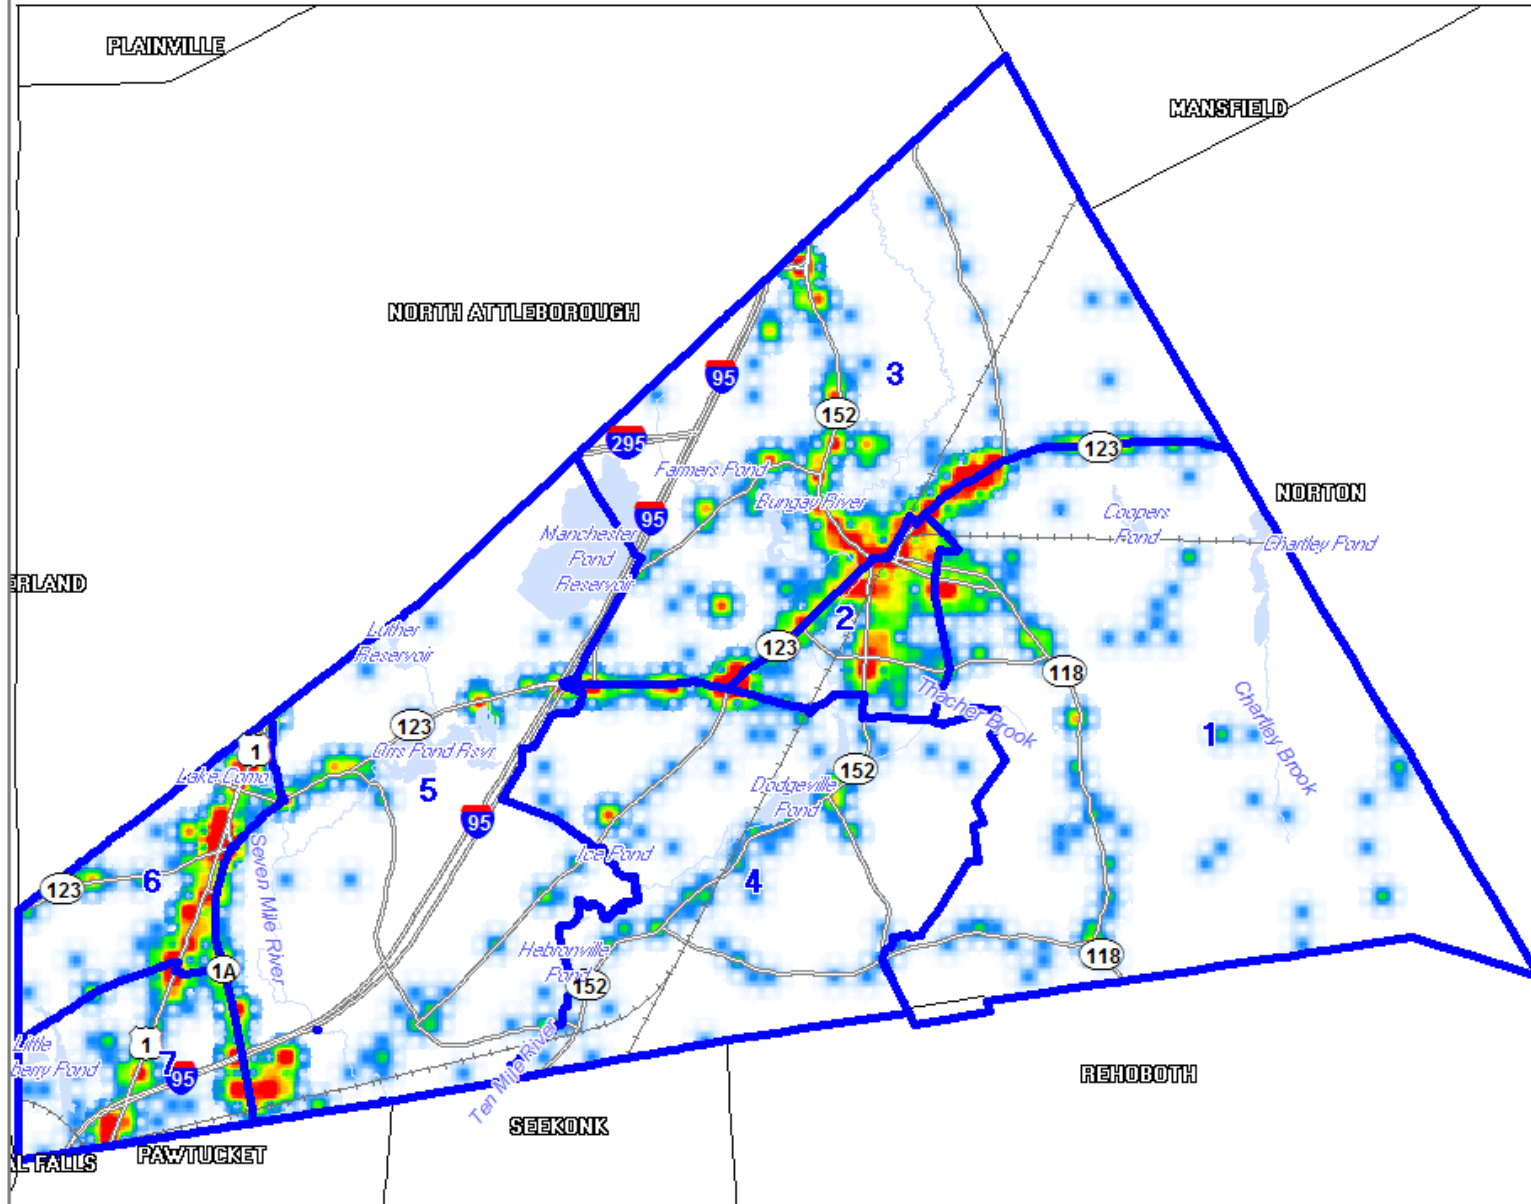 PLAINVILLE
MANSFIELD
NORTH ATTLEBOROUGH
95
3
295
152
123
Farmers Pond
NORTON
Bungay River
95
Coopers
Pond
Manchester
Pond
Reservoir
Chartley Pond
ERLAND
2
Luther
Reservoir
123
118
Thacher Brook
Chartley Brook
123
1
1
Orrs Pond Rsvr.
Lake Como
152
5
Dodgeville
Pond
95
Ice Pond
Seven Mile River
6
123
4
Hebronville
Pond
118
1A
152
Little
berry Pond
1
7
95
Ten Mile River
REHOBOTH
SEEKONK
PAWTUCKET
AL FALLS